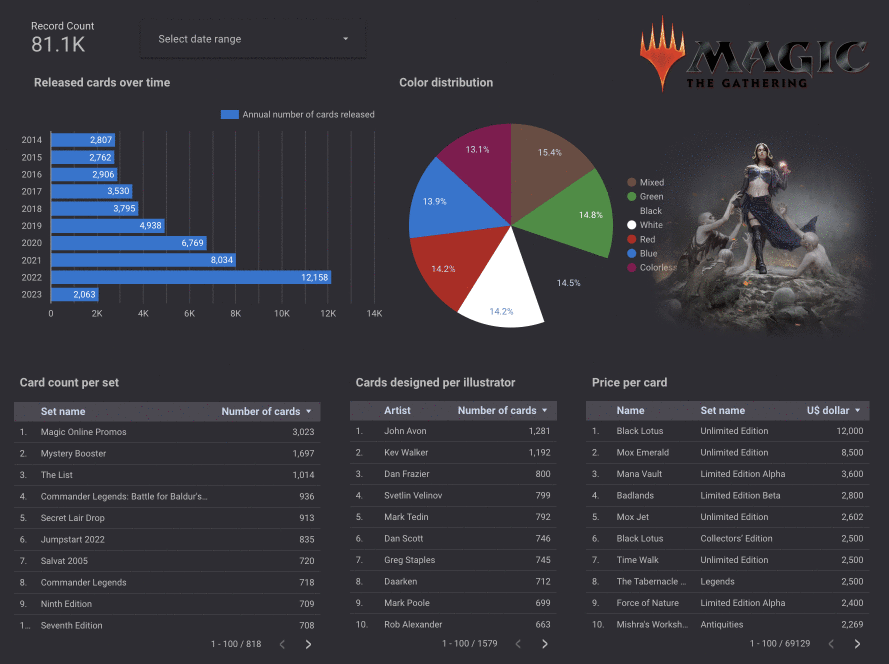 Record Count
81.1K
Select date range
MAGIC
THE GATHERING
Released cards over time
Annual number of cards released
2014 2,807
2015 2,762
2016 2,906
2017 3,530
2018 3,795
2019 4,938
2020 6,769
2021 8,034
2022 12,158
2023 2,063
0 2K 4K 6K 8K 10K 12K 14K
Color distribution
13.1% 15.4%
13.9% 14.8%
14.2% 14.5%
14.2%
Mixed
Green
Black
White
Red
Blue
Colorless
Card count per set
Set name Number of cards
1. Magic Online Promos 3,023
2. Mystery Booster 1,697
3. The List 1,014
4. Commander Legends: Battle for Baldur's... 936
5. Secret Lair Drop 913
6. Jumpstart 2022 835
7. Salvat 2005 720
8. Commander Legends 718
9. Ninth Edition 709
1... Seventh Edition 708
1 - 100 / 818
Cards designed per illustrator
Artist Number of cards
1. John Avon 1,281
2. Kev Walker 1,192
3. Dan Frazier 800
4. Svetlin Velinov 799
5. Mark Tedin 792
6. Dan Scott 746
7. Greg Staples 745
8. Daarken 712
9. Mark Poole 699
10. Rob Alexander 663
1 - 100 / 1579
Price per card
Name Set name U$ dollar
1. Black Lotus Unlimited Edition 12,000
2. Mox Emerald Unlimited Edition 8,500
3. Mana Vault Limited Edition Alpha 3,600
4. Badlands Limited Edition Beta 2,800
5. Mox Jet Unlimited Edition 2,602
6. Black Lotus Collectors' Edition 2,500
7. Time Walk Unlimited Edition 2,500
8. The Tabernacle ... Legends 2,500
9. Force of Nature Limited Edition Alpha 2,400
10. Mishra's Worksh... Antiquities 2,269
1 - 100 / 69129